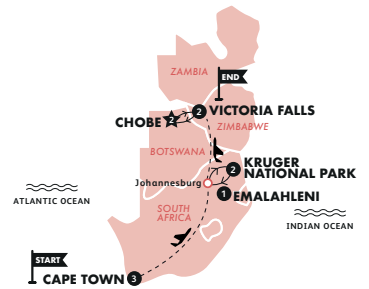 ZAMBIA
END
2
VICTORIA FALLS
CHOBE
2
ZIMBABWE
BOTSWANA
KRUGER
NATIONAL PARK
2
Johannesburg
1
EMALAHLENI
ATLANTIC OCEAN
SOUTH
AFRICA
INDIAN OCEAN
START
CAPE TOWN
3